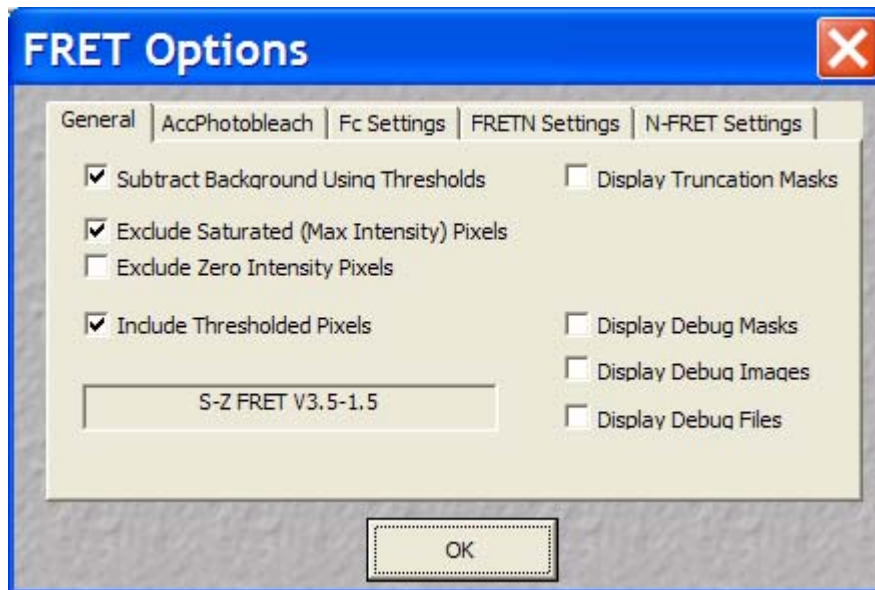 FRET Options
General AccPhotobleach Fc Settings FRETN Settings N-FRET Settings
Subtract Background Using Thresholds Display Truncation Masks
Exclude Saturated (Max Intensity) Pixels
Exclude Zero Intensity Pixels
Include Thresholded Pixels Display Debug Masks
Display Debug Images
S-Z FRET V3.5-1.5
Display Debug Files
OK